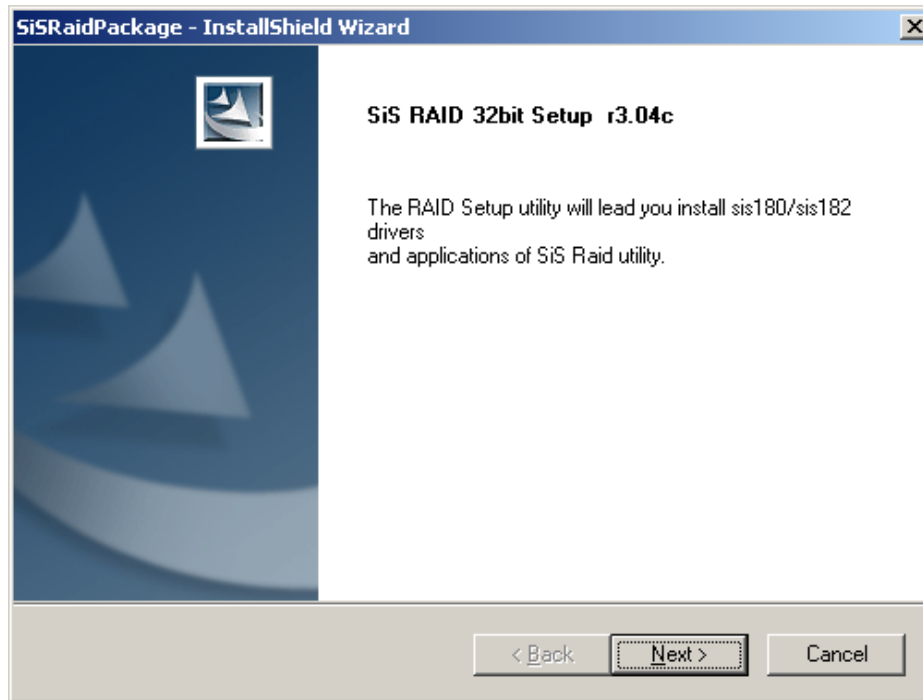 SiSRaidPackage - InstallShield Wizard
SiS RAID 32bit Setup r3.04c
The RAID Setup utility will lead you install sis180/sis182
drivers
and applications of SiS Raid utility.
< Back
Next >
Cancel